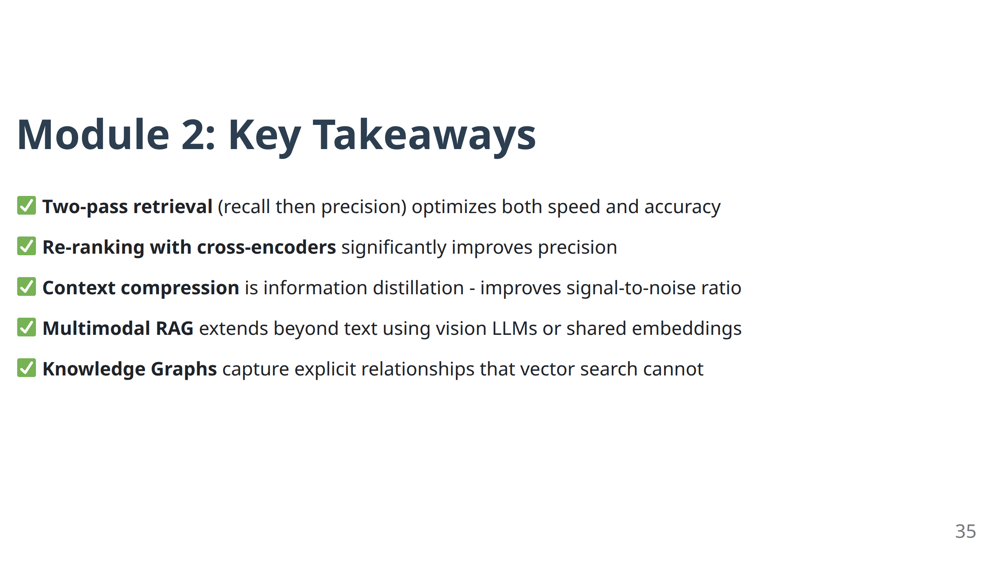 Module 2: Key Takeaways
✅ Two-pass retrieval (recall then precision) optimizes both speed and accuracy
✅ Re-ranking with cross-encoders significantly improves precision
✅ Context compression is information distillation - improves signal-to-noise ratio
✅ Multimodal RAG extends beyond text using vision LLMs or shared embeddings
✅ Knowledge Graphs capture explicit relationships that vector search cannot
35